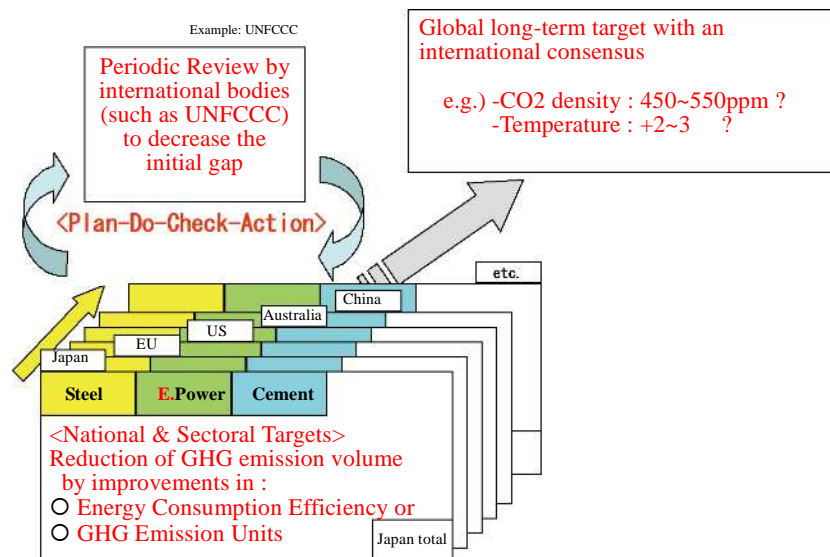 Example: UNFCCC
Periodic Review by
international bodies
(such as UNFCCC)
to decrease the
initial gap
Global long-term target with an
international consensus
e.g.) -CO2 density : 450~550ppm ?
-Temperature : +2~3 ?
<Plan-Do-Check-Action>
etc.
China
Australia
US
EU
Japan
Steel
E.Power
Cement
<National & Sectoral Targets>
Reduction of GHG emission volume
by improvements in :
○ Energy Consumption Efficiency or
○ GHG Emission Units
Japan total